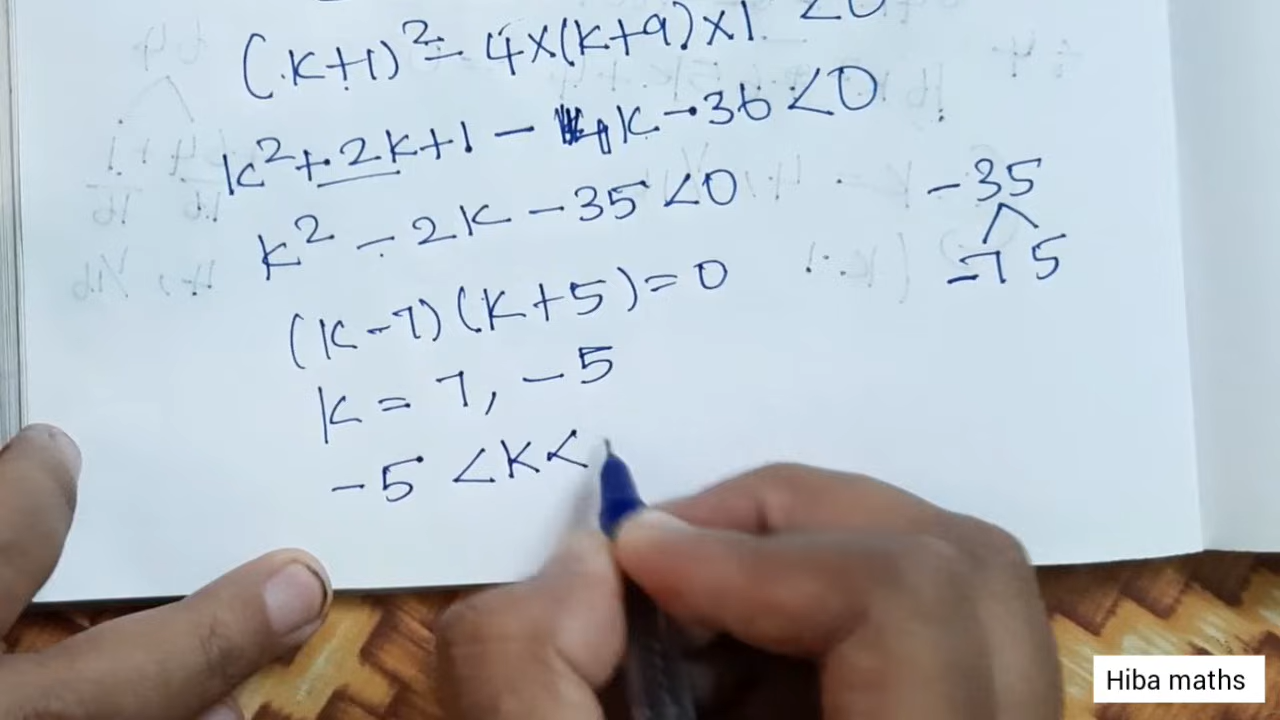 (k+1)² - 4×(k+9)×1 <0
k²+2k+1 - 4k-36 <0
k² - 2k - 35 <0
-35
-7 5
(k-7)(k+5)=0
k = 7, -5
-5 <k<
Hiba maths